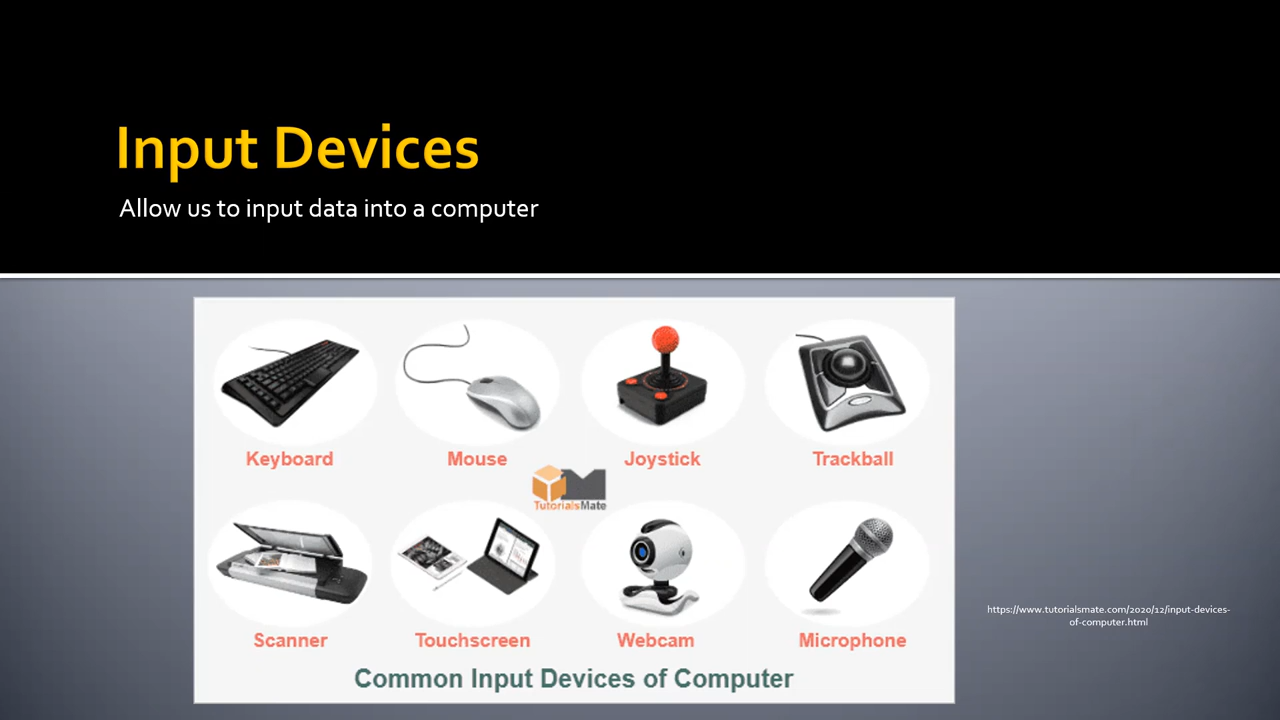 Input Devices
Allow us to input data into a computer
Keyboard
Mouse
Joystick
Trackball
TutorialsMate
Scanner
Touchscreen
Webcam
Microphone
Common Input Devices of Computer
https://www.tutorialsmate.com/2020/12/input-devices-
of-computer.html